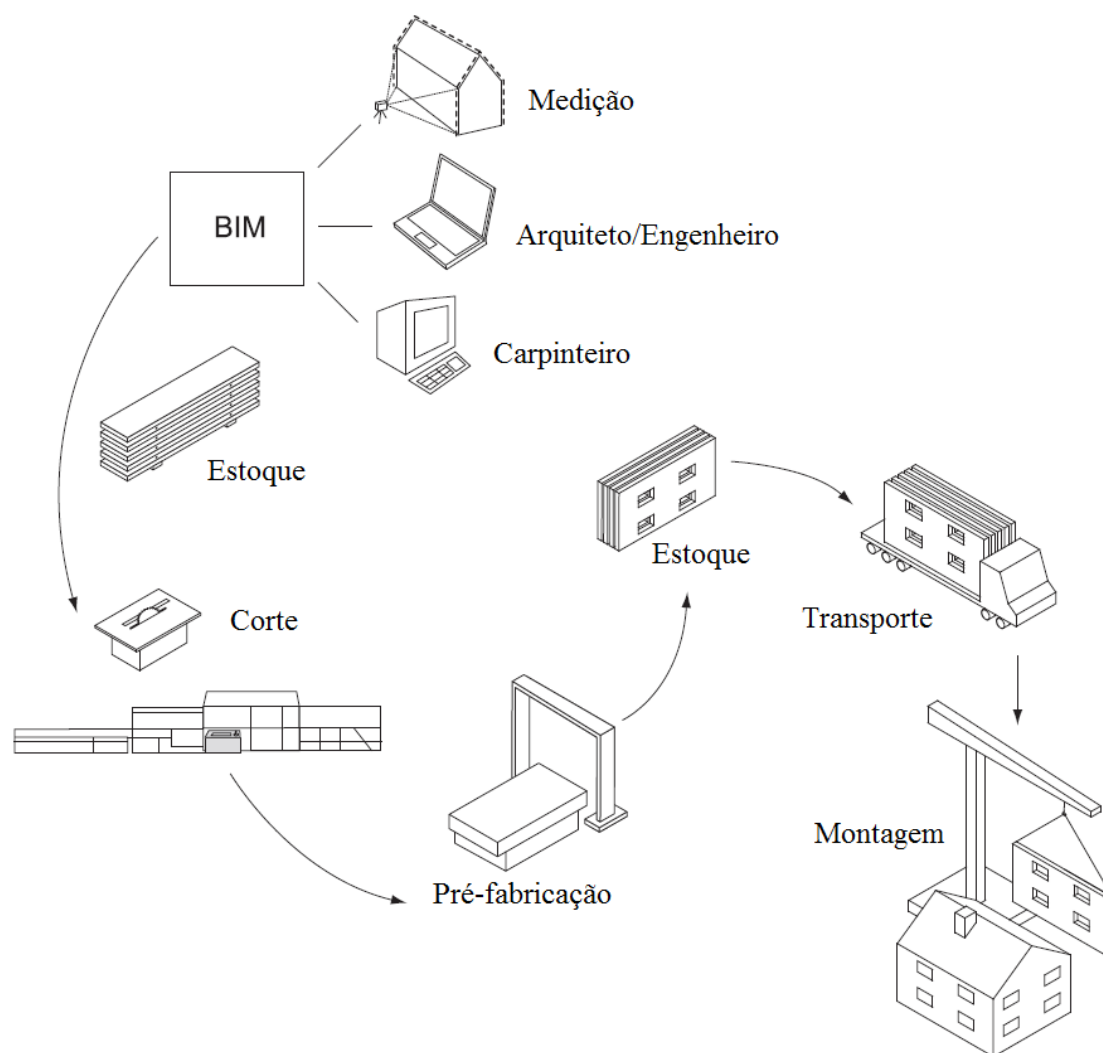 Medição
BIM
Arquiteto/Engenheiro
Carpinteiro
Estoque
Estoque
Corte
Transporte
Montagem
Pré-fabricação